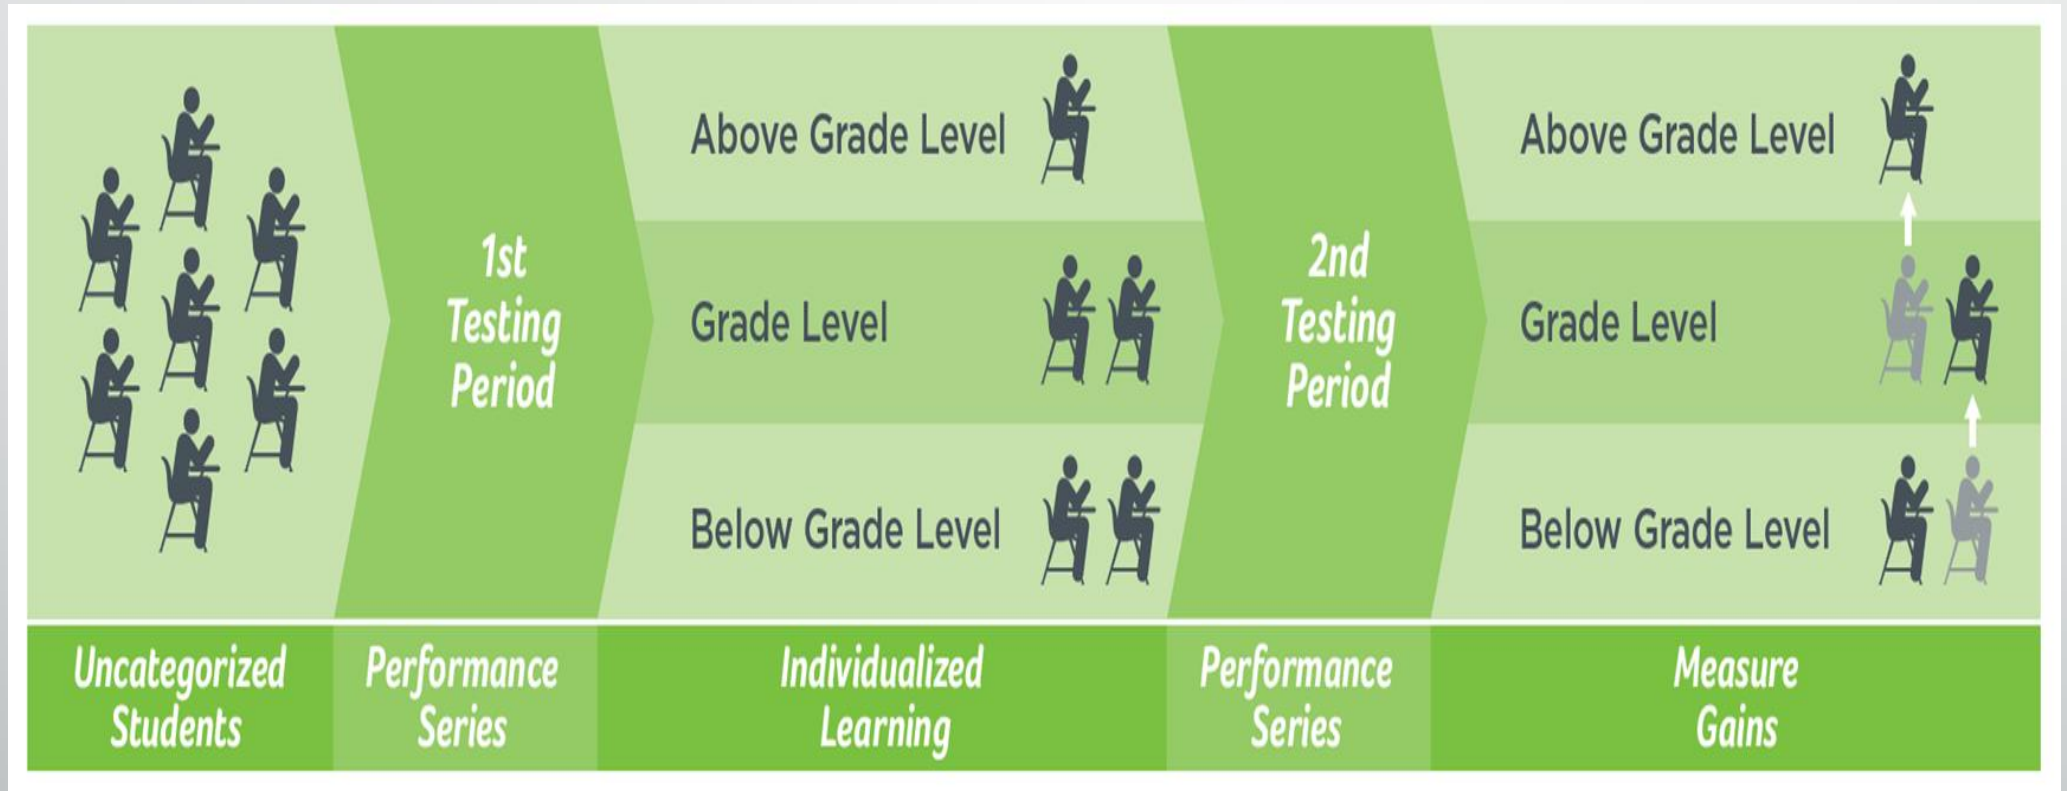 1st
Testing
Period
Above Grade Level
Grade Level
Below Grade Level
2nd
Testing
Period
Above Grade Level
Grade Level
Below Grade Level
Uncategorized
Students
Performance
Series
Individualized
Learning
Performance
Series
Measure
Gains